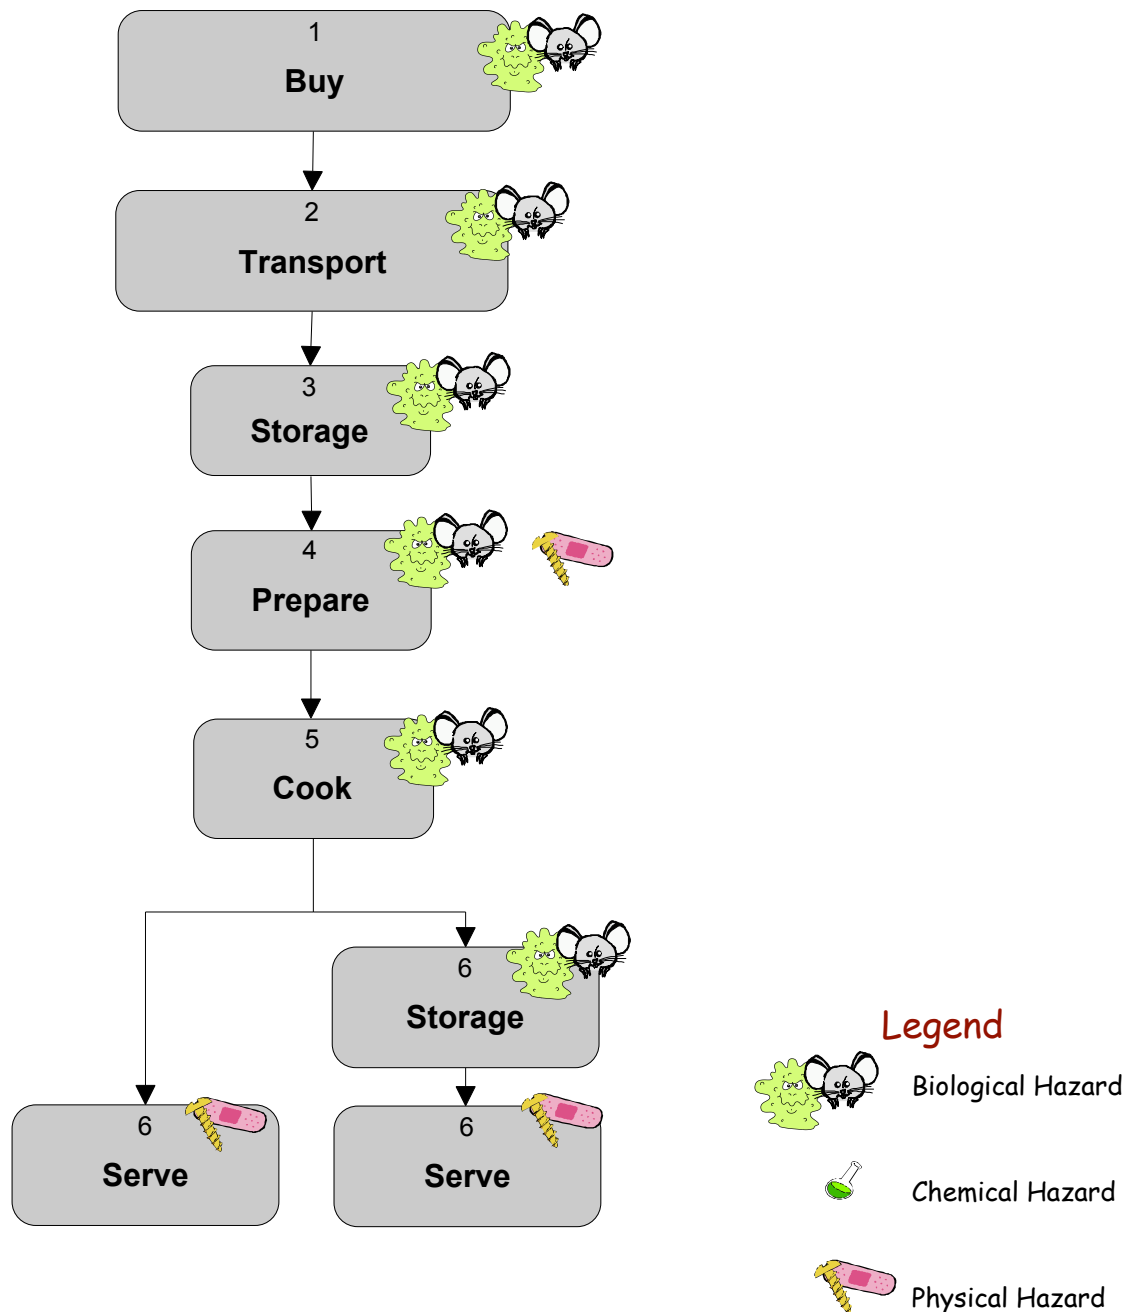 1
Buy
2
Transport
3
Storage
4
Prepare
5
Cook
6
Storage
6
Serve
6
Serve
Legend
Biological Hazard
Chemical Hazard
Physical Hazard